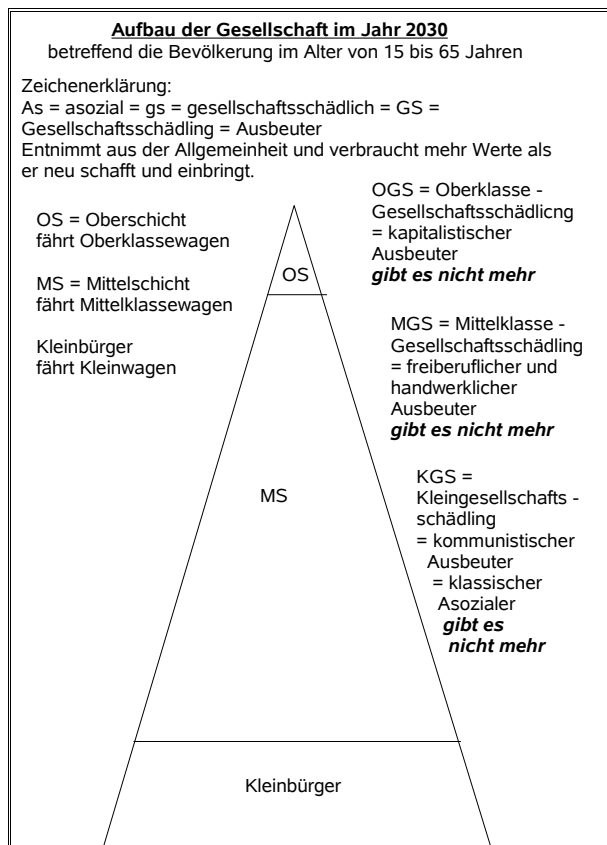 Aufbau der Gesellschaft im Jahr 2030
betreffend die Bevölkerung im Alter von 15 bis 65 Jahren
Zeichenerklärung:
As = asozial = gs = gesellschaftsschädlich = GS =
Gesellschaftsschädling = Ausbeuter
Entnimmt aus der Allgemeinheit und verbraucht mehr Werte als
er neu schafft und einbringt.
OS = Oberschicht
fährt Oberklassewagen
MS = Mittelschicht
fährt Mittelklassewagen
Kleinbürger
fährt Kleinwagen
OS
MS
Kleinbürger
OGS = Oberklasse -
Gesellschaftsschädlicng
= kapitalistischer
Ausbeuter
gibt es nicht mehr
MGS = Mittelklasse -
Gesellschaftsschädling
= freiberuflicher und
handwerklicher
Ausbeuter
gibt es nicht mehr
KGS =
Kleingesellschafts -
schädling
= kommunistischer
Ausbeuter
= klassischer
Asozialer
gibt es
nicht mehr